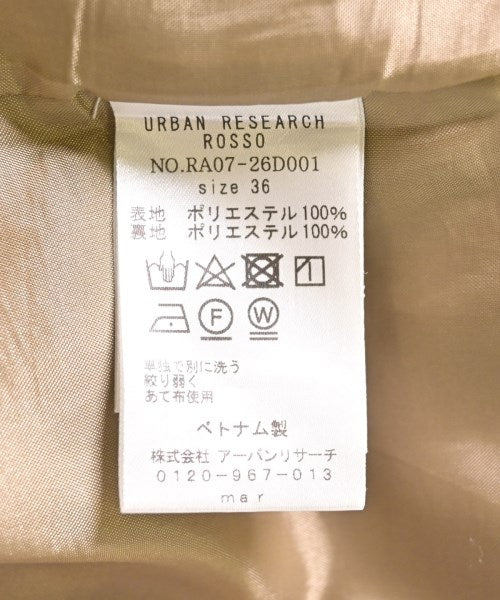 URBAN RESEARCH
ROSSO
NO.RA07-26D001
size 36
表地 ポリエステル100%
裏地 ポリエステル100%
F W
単独で別に洗う
絞り弱く
あて布使用
ベトナム製
株式会社 アーバンリサーチ
0120-967-013
mar